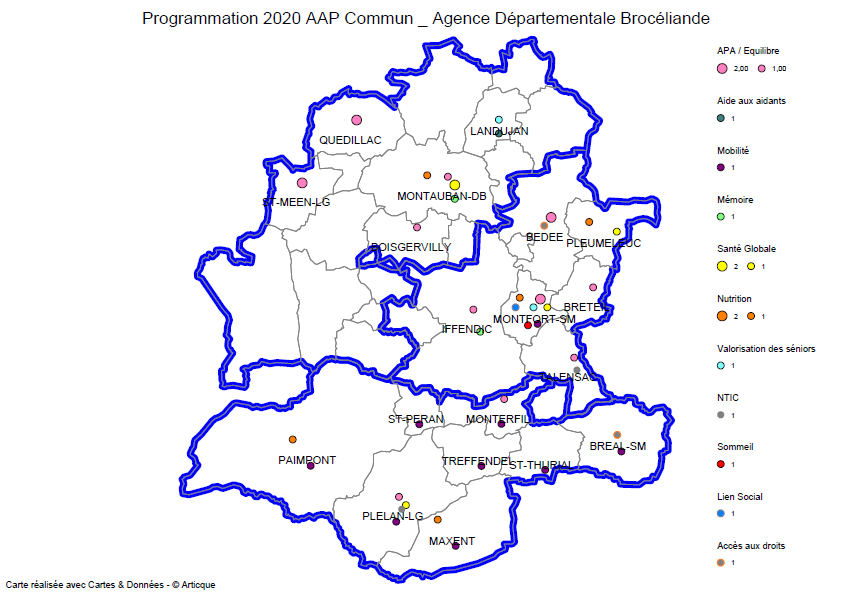 Programmation 2020 AAP Commun _ Agence Départementale Brocéliande
APA / Equilibre
2,00 1,00
Aide aux aidants
1
Mobilité
1
Mémoire
1
Santé Globale
2 1
Nutrition
2 1
Valorisation des séniors
1
NTIC
1
Sommeil
1
Lien Social
1
Accès aux droits
1
LANDUJAN
QUEDILLAC
MONTAUBAN-DB
ST-MEEN-LG
BEDEE
PLEUMELEUC
BOISGERVILLY
BRETEIL
MONTFORT-SM
IFFENDIC
TALENSAC
ST-PERAN
MONTERFIL
BREAL-SM
PAIMPONT
TREFFENDEL
ST-THURIAL
PLELAN-LG
MAXENT
Carte réalisée avec Cartes & Données - © Articque